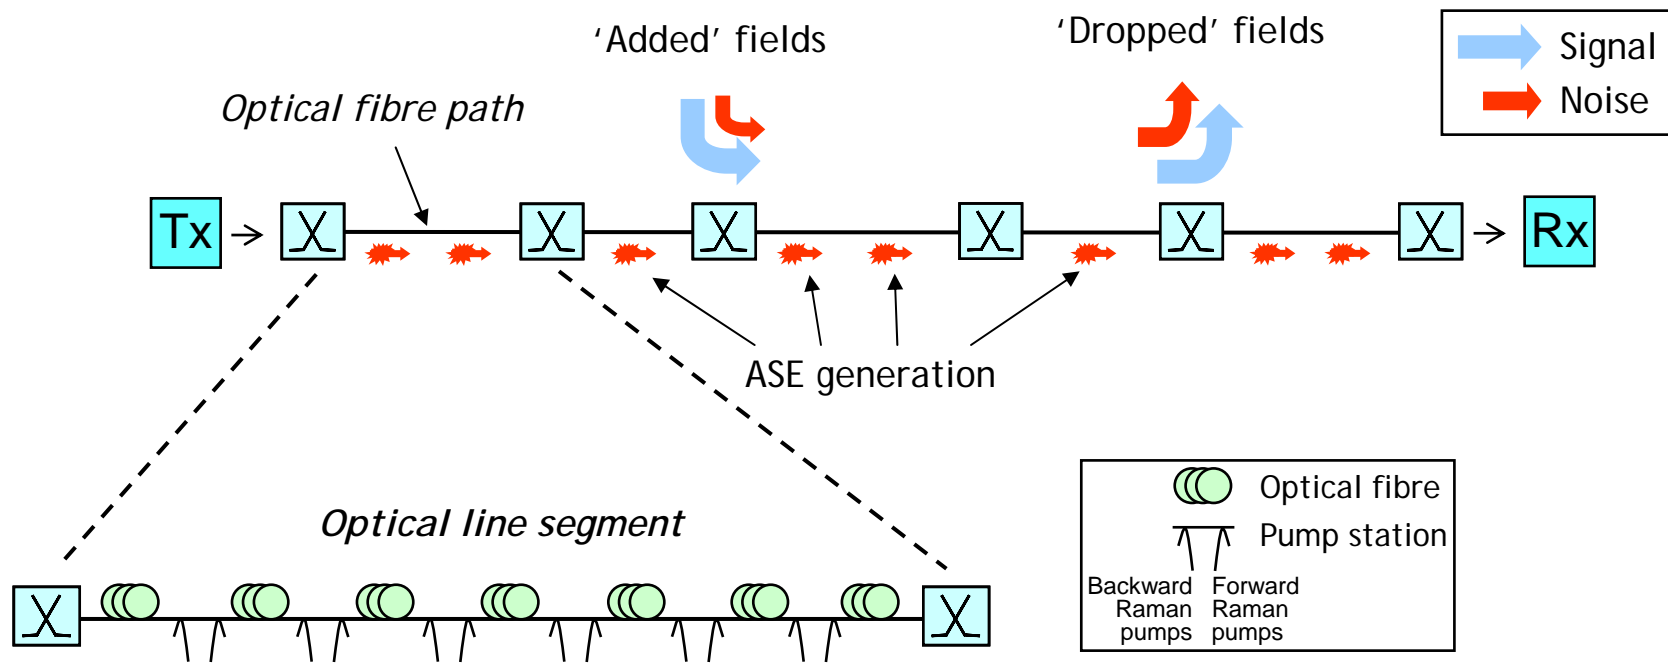 ‘Added’ fields
‘Dropped’ fields
Signal
Noise
Optical fibre path
Tx
Rx
ASE generation
Optical line segment
Optical fibre
Pump station
Backward Forward
Raman Raman
pumps pumps